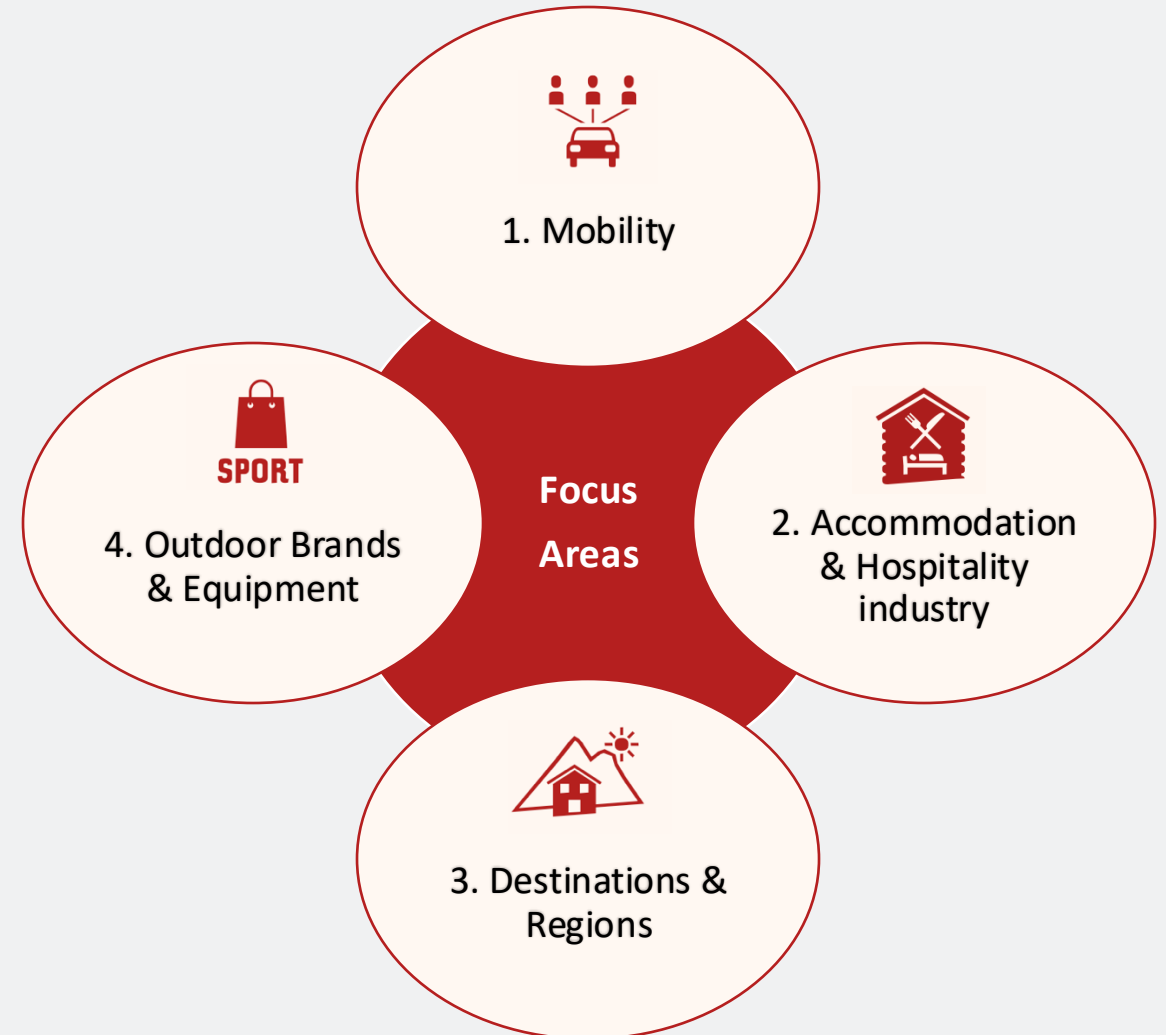 1. Mobility
Focus
Areas
2. Accommodation
& Hospitality
industry
3. Destinations &
Regions
SPORT
4. Outdoor Brands
& Equipment